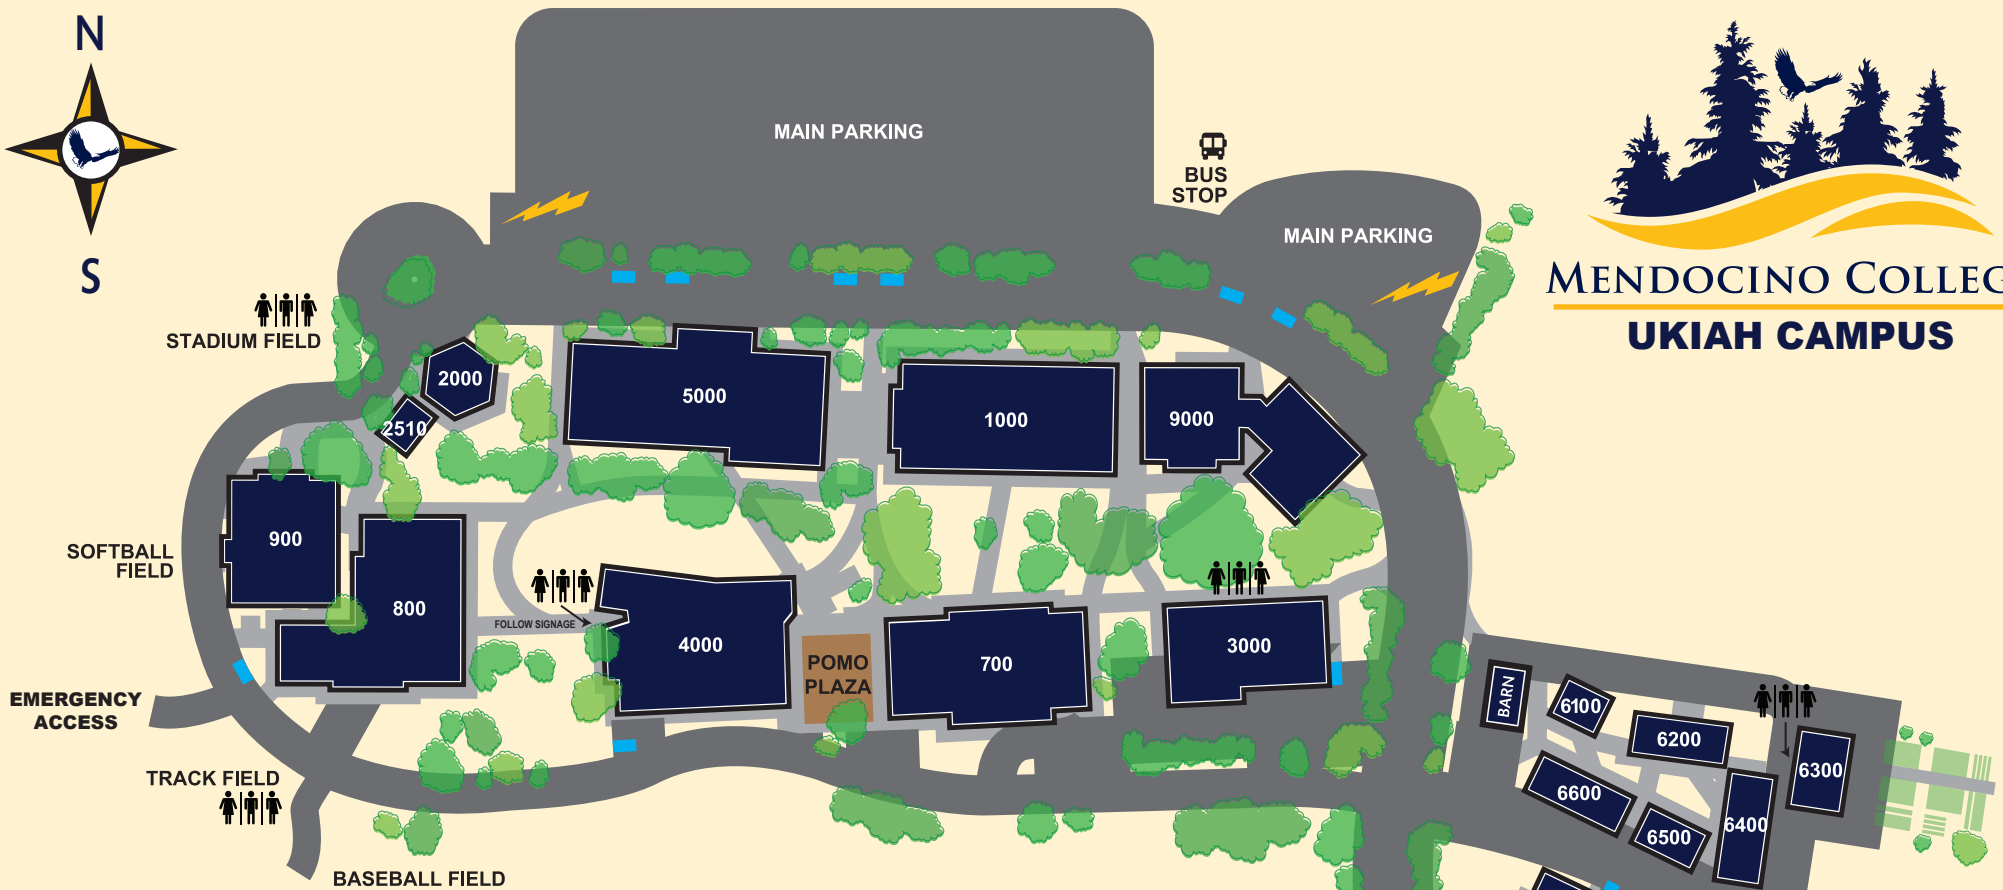 N
S
MAIN PARKING
BUS
STOP
MAIN PARKING
MENDOCINO COLLEG
UKIAH CAMPUS
STADIUM FIELD
2000
2510
5000
1000
9000
900
800
SOFTBALL
FIELD
FOLLOW SIGNAGE
4000
POMO
PLAZA
700
3000
EMERGENCY
ACCESS
TRACK FIELD
BASEBALL FIELD
BARN
6100
6200
6300
6600
6500
6400